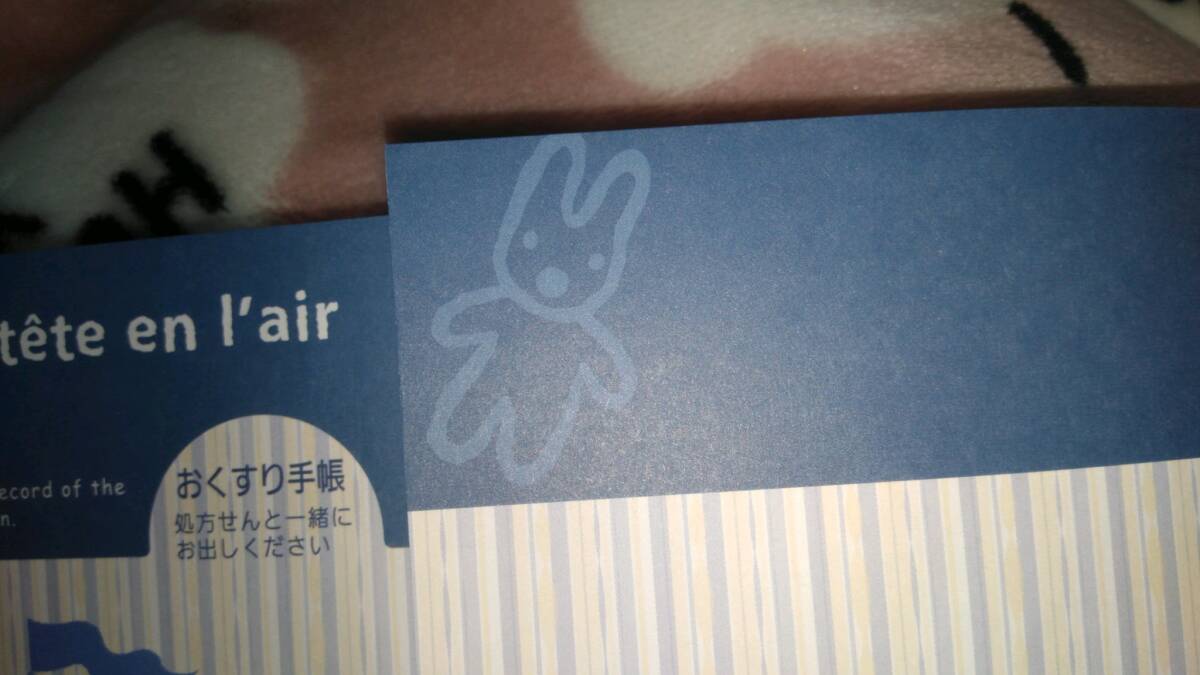 tête en l'air
ecord of the
n.
おくすり手帳
処方せんと一緒に
お出しください